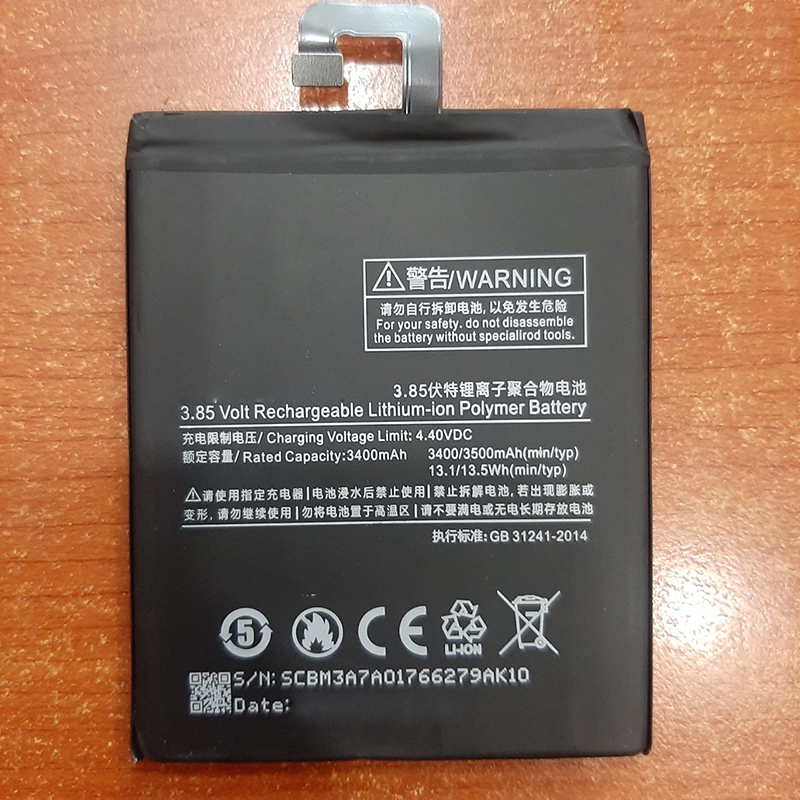 警告/WARNING
请勿自行拆卸电池, 以免发生危险
For your safety. do not disassemble
the battery without specialirod tools.
3.85伏特锂离子聚合物电池
3.85 Volt Rechargeable Lithium-ion Polymer Battery
充电限制电压/ Charging Voltage Limit: 4.40VDC
额定容量/ Rated Capacity:3400mAh 3400/3500mAh(min/typ)
13.1/13.5Wh(min/typ)
请使用指定充电器|电池浸水后禁止使用|禁止拆解电池, 若出现膨胀或
变形, 请勿继续使用|勿将电池置于高温区|请不要满电或无电长期存放电池
执行标准: GB 31241-2014
5
CE
LI-ION
S/N: SCBM3A7A01766279AK10
Date: